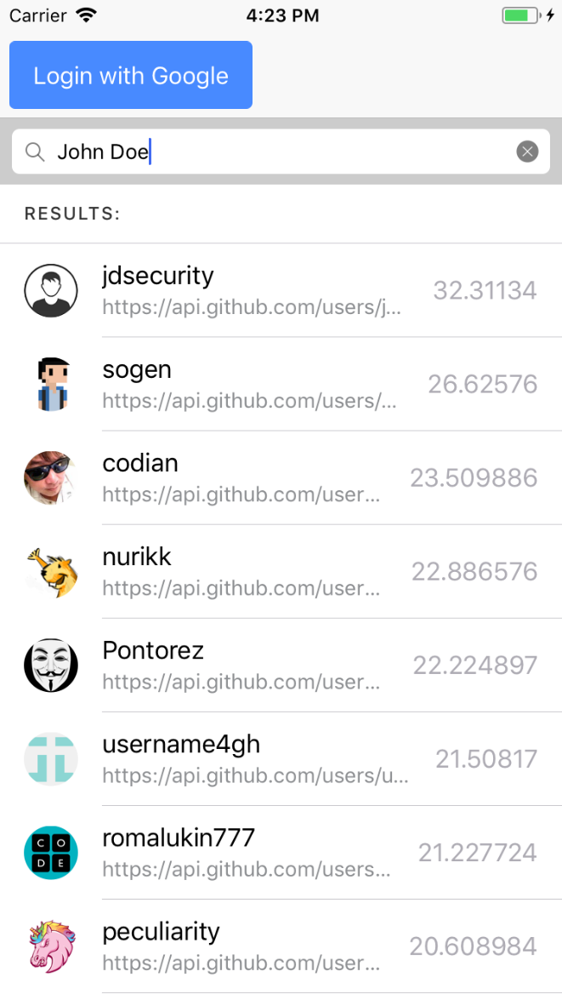 Carrier 4:23 PM
Login with Google
John Doe
RESULTS:
jdsecurity
https://api.github.com/users/j...
32.31134
sogen
https://api.github.com/users/...
26.62576
codian
https://api.github.com/user...
23.509886
nurikk
https://api.github.com/user...
22.886576
Pontorez
https://api.github.com/user...
22.224897
username4gh
https://api.github.com/users/u...
21.50817
C O
D E
romalukin777
https://api.github.com/users...
21.227724
peculiarity
https://api.github.com/user...
20.608984